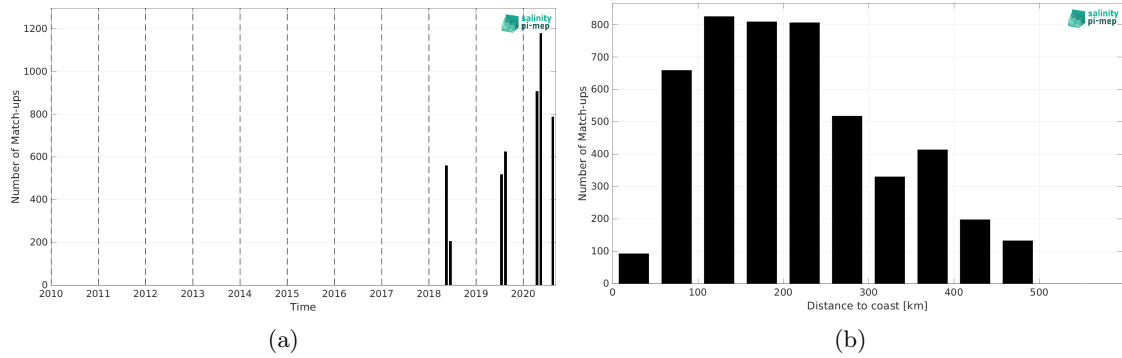 salinity
pi-mep
1200
1000
800
600
400
200
0
Number of Match-ups
2010 2011 2012 2013 2014 2015 2016 2017 2018 2019 2020
Time
(a)
salinity
pi-mep
800
700
600
500
400
300
200
100
0
Number of Match-ups
0 100 200 300 400 500
Distance to coast [km]
(b)